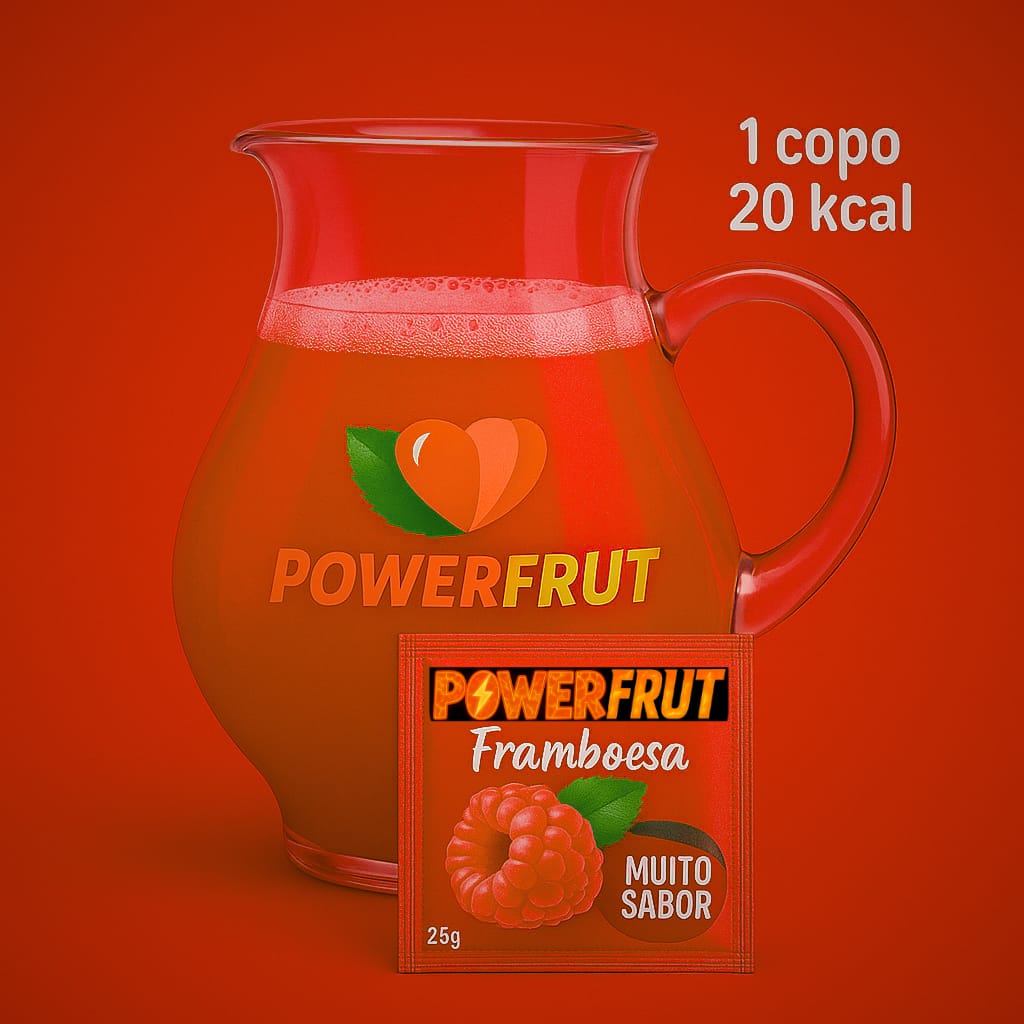 1 copo
20 kcal
POWERFRUT
POWERFRUT
Framboesa
MUITO
SABOR
25g